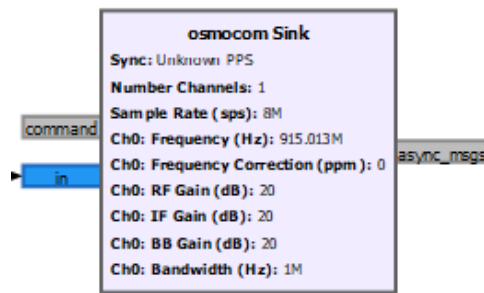 osmocom Sink
Sync: Unknown PPS
Number Channels: 1
Sample Rate (sps): 8M
command
Ch0: Frequency (Hz): 915.013M
async_msgs
Ch0: Frequency Correction (ppm): 0
in
Ch0: RF Gain (dB): 20
Ch0: IF Gain (dB): 20
Ch0: BB Gain (dB): 20
Ch0: Bandwidth (Hz): 1M